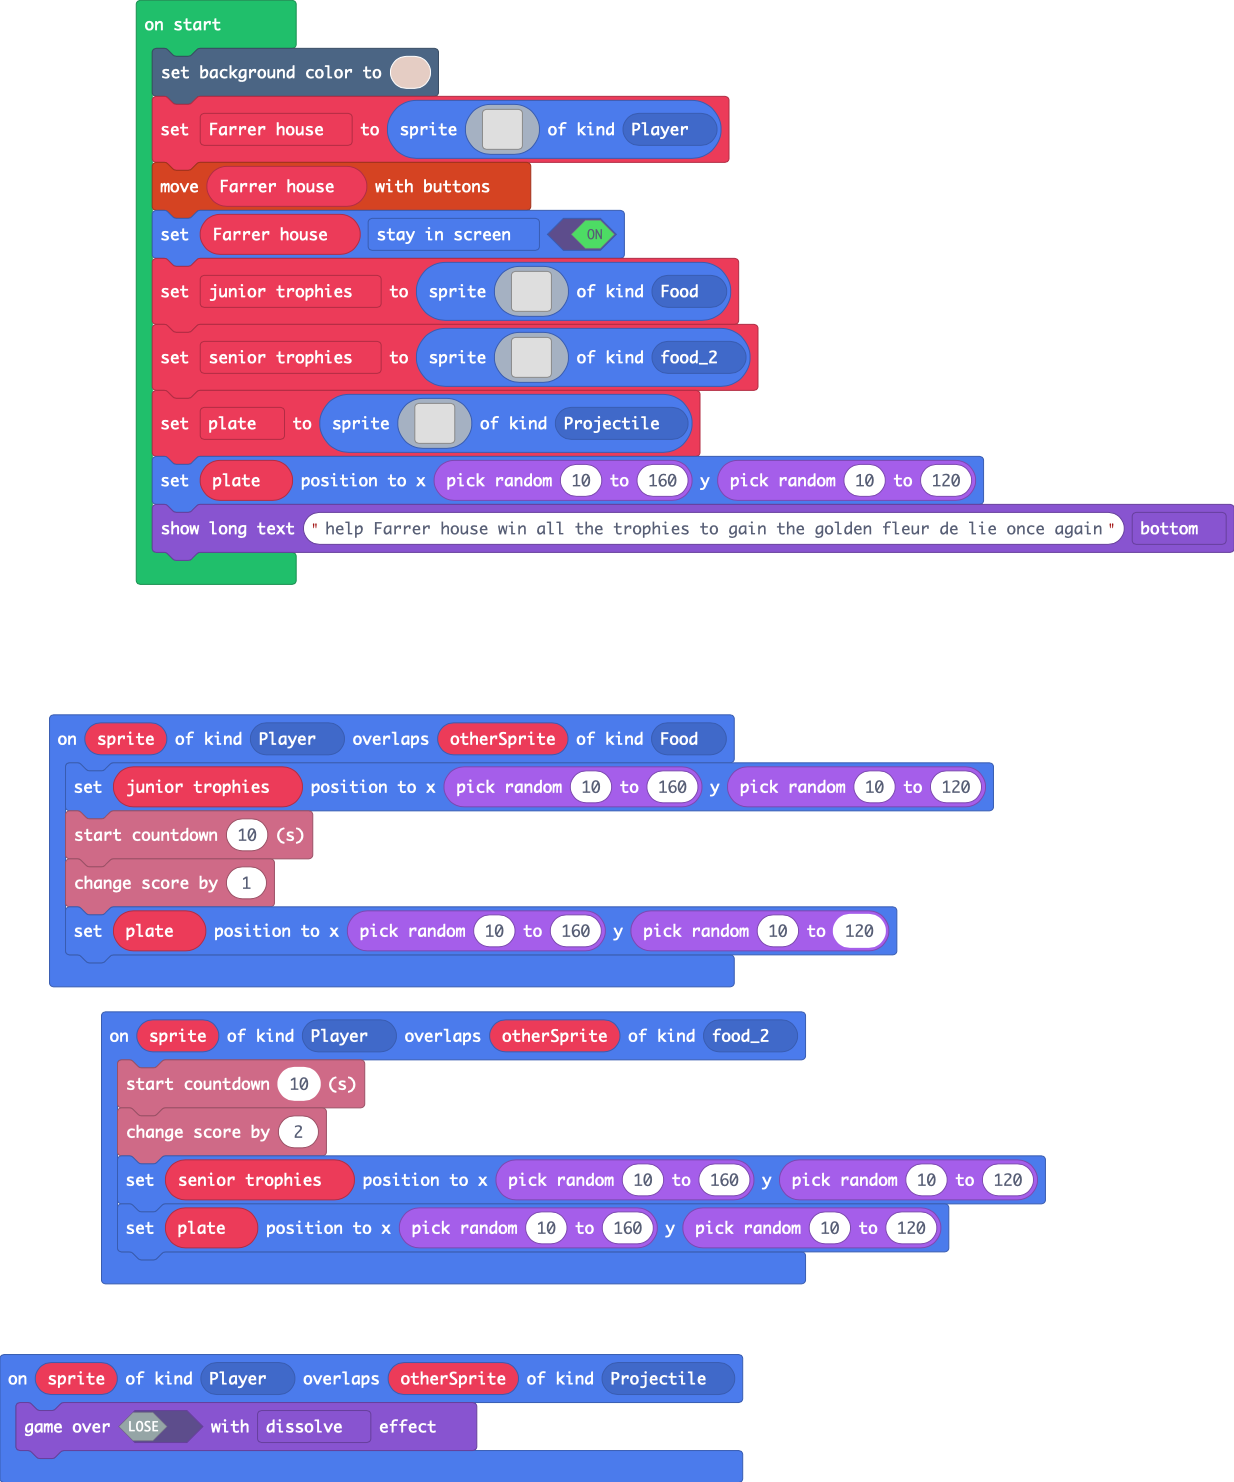 on start
set background color to
set Farrer house to sprite of kind Player
move Farrer house with buttons
set Farrer house stay in screen ON
set junior trophies to sprite of kind Food
set senior trophies to sprite of kind food_2
set plate to sprite of kind Projectile
set plate position to x pick random 10 to 160 y pick random 10 to 120
show long text "help Farrer house win all the trophies to gain the golden fleur de lie once again" bottom
on sprite of kind Player overlaps otherSprite of kind Food
set junior trophies position to x pick random 10 to 160 y pick random 10 to 120
start countdown 10 (s)
change score by 1
set plate position to x pick random 10 to 160 y pick random 10 to 120
on sprite of kind Player overlaps otherSprite of kind food_2
start countdown 10 (s)
change score by 2
set senior trophies position to x pick random 10 to 160 y pick random 10 to 120
set plate position to x pick random 10 to 160 y pick random 10 to 120
on sprite of kind Player overlaps otherSprite of kind Projectile
game over LOSE with dissolve effect